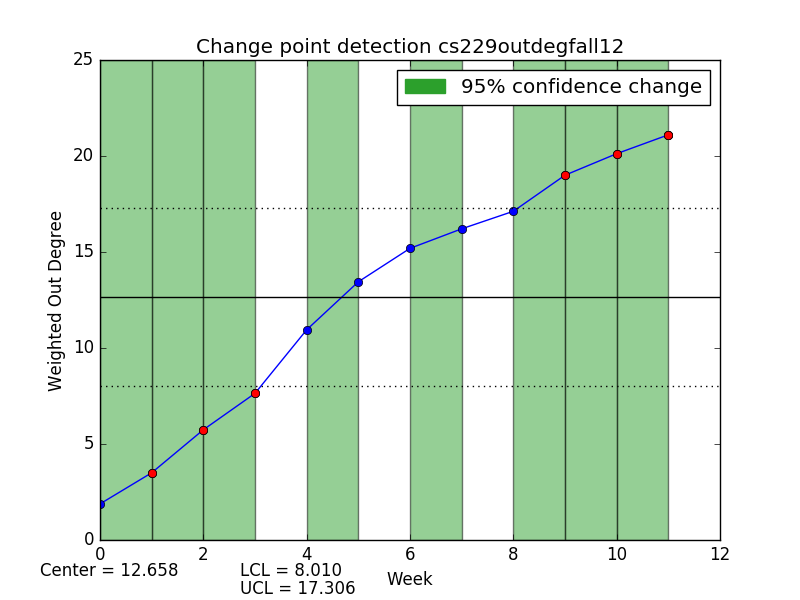 Change point detection cs229outdegfall12
95% confidence change
25
20
15
10
5
0
Weighted Out Degree
0 2 4 6 8 10 12
Center = 12.658 LCL = 8.010 Week
UCL = 17.306